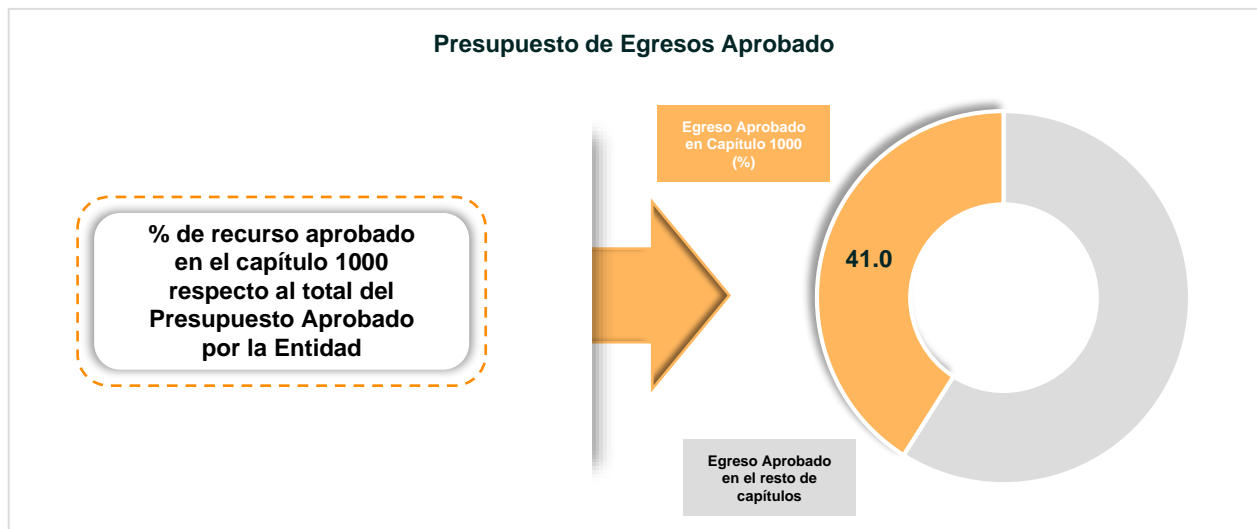 Presupuesto de Egresos Aprobado
% de recurso aprobado
en el capítulo 1000
respecto al total del
Presupuesto Aprobado
por la Entidad
Egreso Aprobado
en Capítulo 1000
(%)
41.0
Egreso Aprobado
en el resto de
capítulos